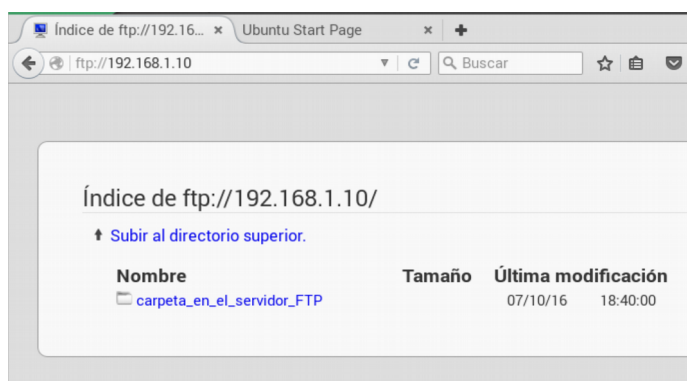 Índice de ftp://192.16... × Ubuntu Start Page ×
ftp://192.168.1.10 Buscar
Índice de ftp://192.168.1.10/
Subir al directorio superior.
Nombre Tamaño Última modificación
carpeta_en_el_servidor_FTP 07/10/16 18:40:00